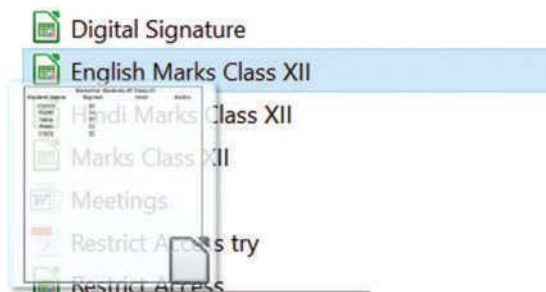 Digital Signature
English Marks Class XII
Hindi Marks Class XII
Marks Class XII
Meetings
Restrict Access try
Restrict Access